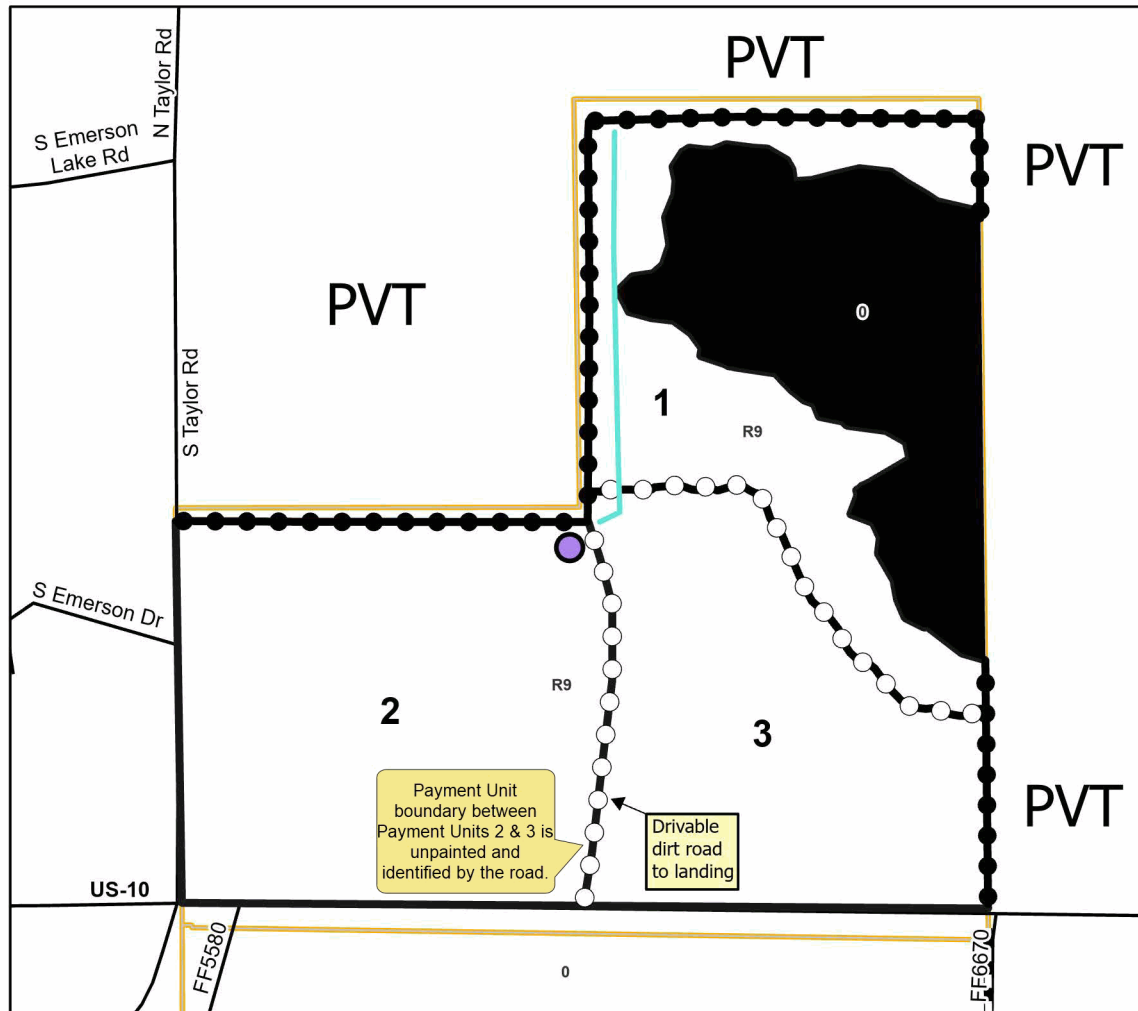 PVT
N Taylor Rd
S Emerson
Lake Rd
PVT
PVT
0
S Taylor Rd
1
R9
S Emerson Dr
R9
2
3
Payment Unit
boundary between
Payment Units 2 & 3 is
unpainted and
identified by the road.
Drivable
dirt road
to landing
PVT
US-10
FF5580
0
FF6670